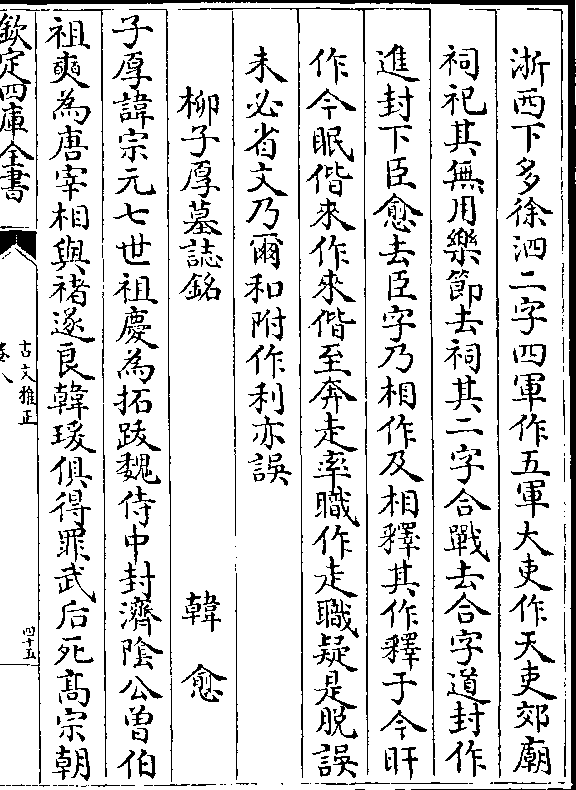 浙西下多徐泗二字四軍作五軍大吏作天吏郊廟
祠祀其無用樂節去祠其二字合戰去合字道封作
進封下臣愈去臣字乃相作及相釋其作釋于今旰
作今眠偕來作來偕至奔走率職作走職疑是脫誤
未必省文乃爾和附作利亦誤
柳子厚墓誌銘
韓愈
子厚諱宗元七世祖慶為拓跋魏侍中封濟陰公曾伯
祖奭為唐宰相與褚遂良韓瑗俱得罪武后死高宗朝
欽定四庫全書
古文雅正
卷八
四十五